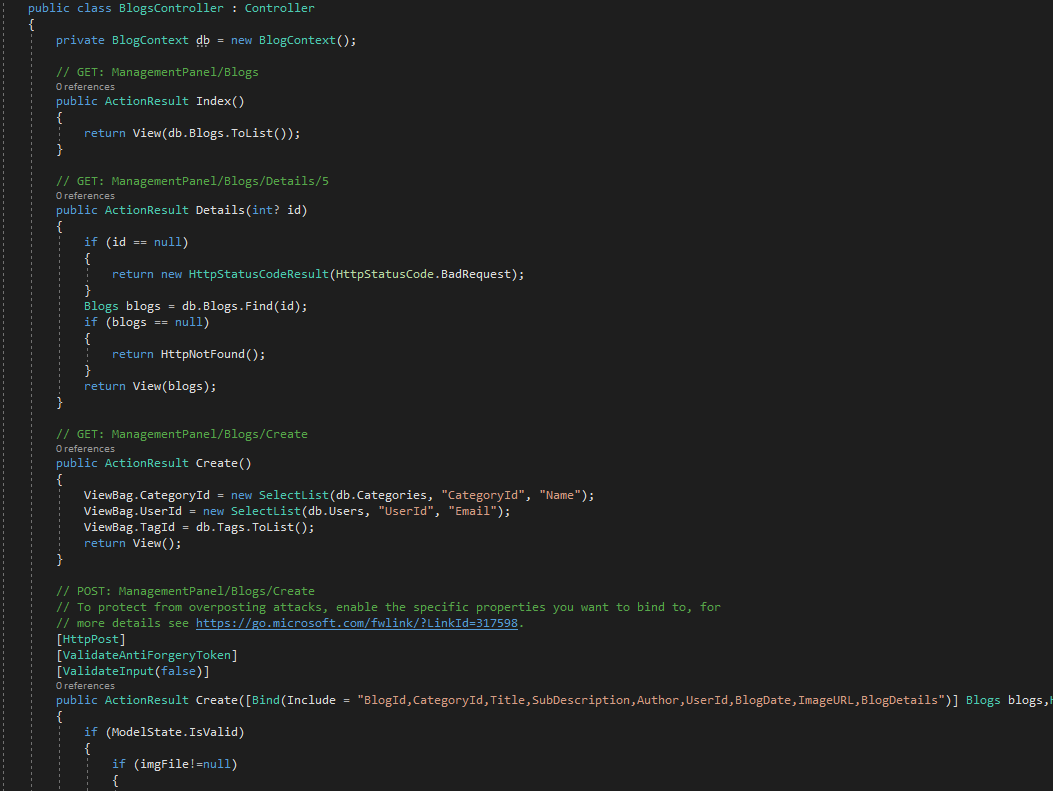 public class BlogsController : Controller
{
private BlogContext db = new BlogContext();
// GET: ManagementPanel/Blogs
0 references
public ActionResult Index()
{
return View(db.Blogs.ToList());
}
// GET: ManagementPanel/Blogs/Details/5
0 references
public ActionResult Details(int? id)
{
if (id == null)
{
return new HttpStatusCodeResult(HttpStatusCode.BadRequest);
}
Blogs blogs = db.Blogs.Find(id);
if (blogs == null)
{
return HttpNotFound();
}
return View(blogs);
}
// GET: ManagementPanel/Blogs/Create
0 references
public ActionResult Create()
{
ViewBag.CategoryId = new SelectList(db.Categories, "CategoryId", "Name");
ViewBag.UserId = new SelectList(db.Users, "UserId", "Email");
ViewBag.TagId = db.Tags.ToList();
return View();
}
// POST: ManagementPanel/Blogs/Create
// To protect from overposting attacks, enable the specific properties you want to bind to, for
// more details see https://go.microsoft.com/fwlink/?LinkId=317598.
[HttpPost]
[ValidateAntiForgeryToken]
[ValidateInput(false)]
0 references
public ActionResult Create([Bind(Include = "BlogId,CategoryId,Title,SubDescription,Author,UserId,BlogDate,ImageURL,BlogDetails")] Blogs blogs,
{
if (ModelState.IsValid)
{
if (imgFile!=null)
{